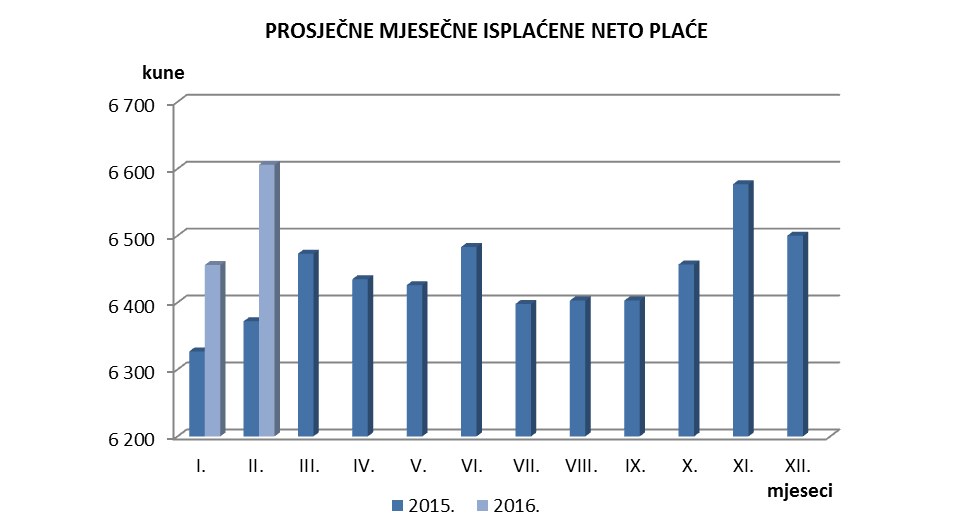 PROSJEČNE MJESEČNE ISPLAĆENE NETO PLAĆE
kune
6 700
6 600
6 500
6 400
6 300
6 200
I. II. III. IV. V. VI. VII. VIII. IX. X. XI. XII.
mjeseci
2015. 2016.